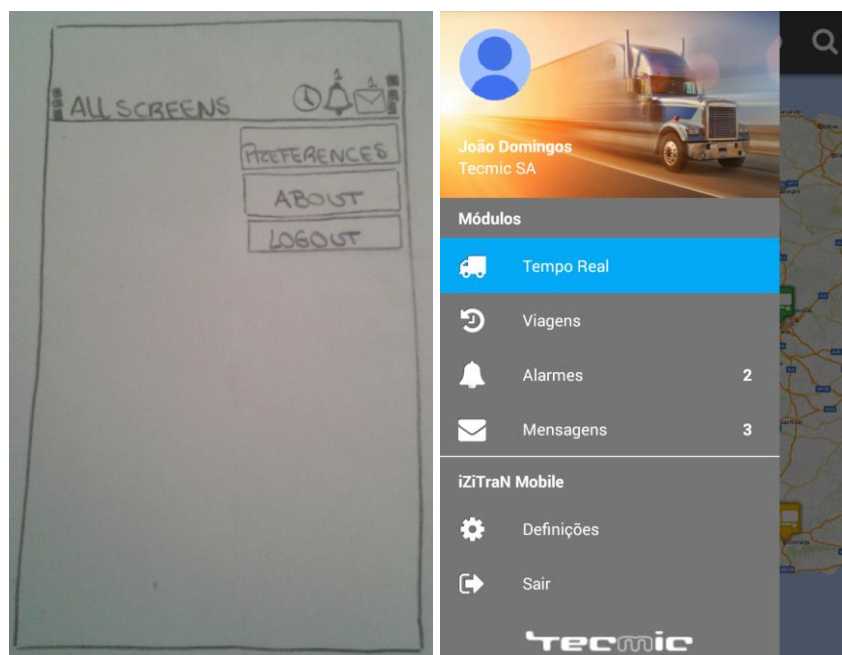 1 1
ALL SCREENS
PREFERENCES
ABOUT
LOGOUT
João Domingos
Tecmic SA
Módulos
Tempo Real
Viagens
Alarmes 2
Mensagens 3
iZiTraN Mobile
Definições
Sair
Tecmic